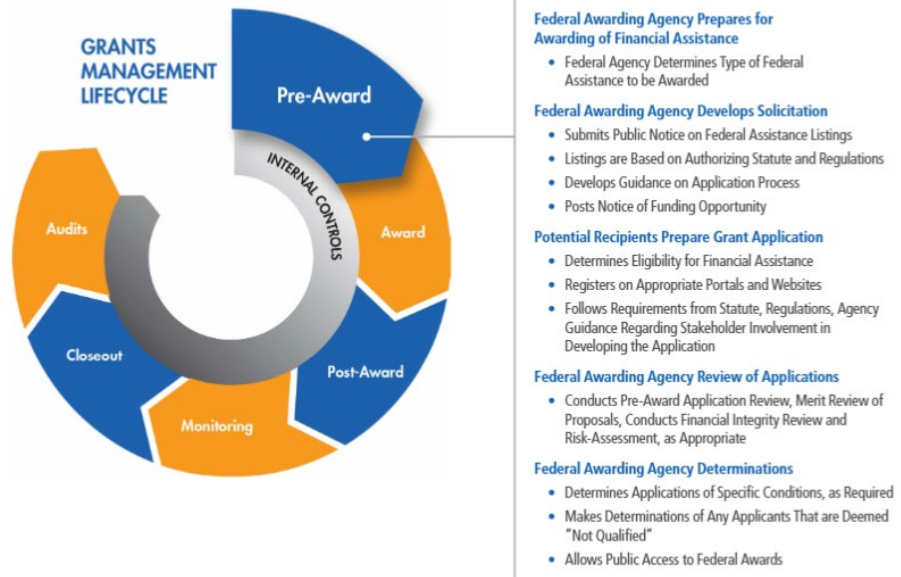 GRANTS
MANAGEMENT
LIFECYCLE
Pre-Award
INTERNAL CONTROLS
Award
Post-Award
Monitoring
Closeout
Audits
Federal Awarding Agency Prepares for
Awarding of Financial Assistance
• Federal Agency Determines Type of Federal
Assistance to be Awarded
Federal Awarding Agency Develops Solicitation
• Submits Public Notice on Federal Assistance Listings
• Listings are Based on Authorizing Statute and Regulations
• Develops Guidance on Application Process
• Posts Notice of Funding Opportunity
Potential Recipients Prepare Grant Application
• Determines Eligibility for Financial Assistance
• Registers on Appropriate Portals and Websites
• Follows Requirements from Statute, Regulations, Agency
Guidance Regarding Stakeholder Involvement in
Developing the Application
Federal Awarding Agency Review of Applications
• Conducts Pre-Award Application Review, Merit Review of
Proposals, Conducts Financial Integrity Review and
Risk-Assessment, as Appropriate
Federal Awarding Agency Determinations
• Determines Applications of Specific Conditions, as Required
• Makes Determinations of Any Applicants That are Deemed
"Not Qualified"
• Allows Public Access to Federal Awards